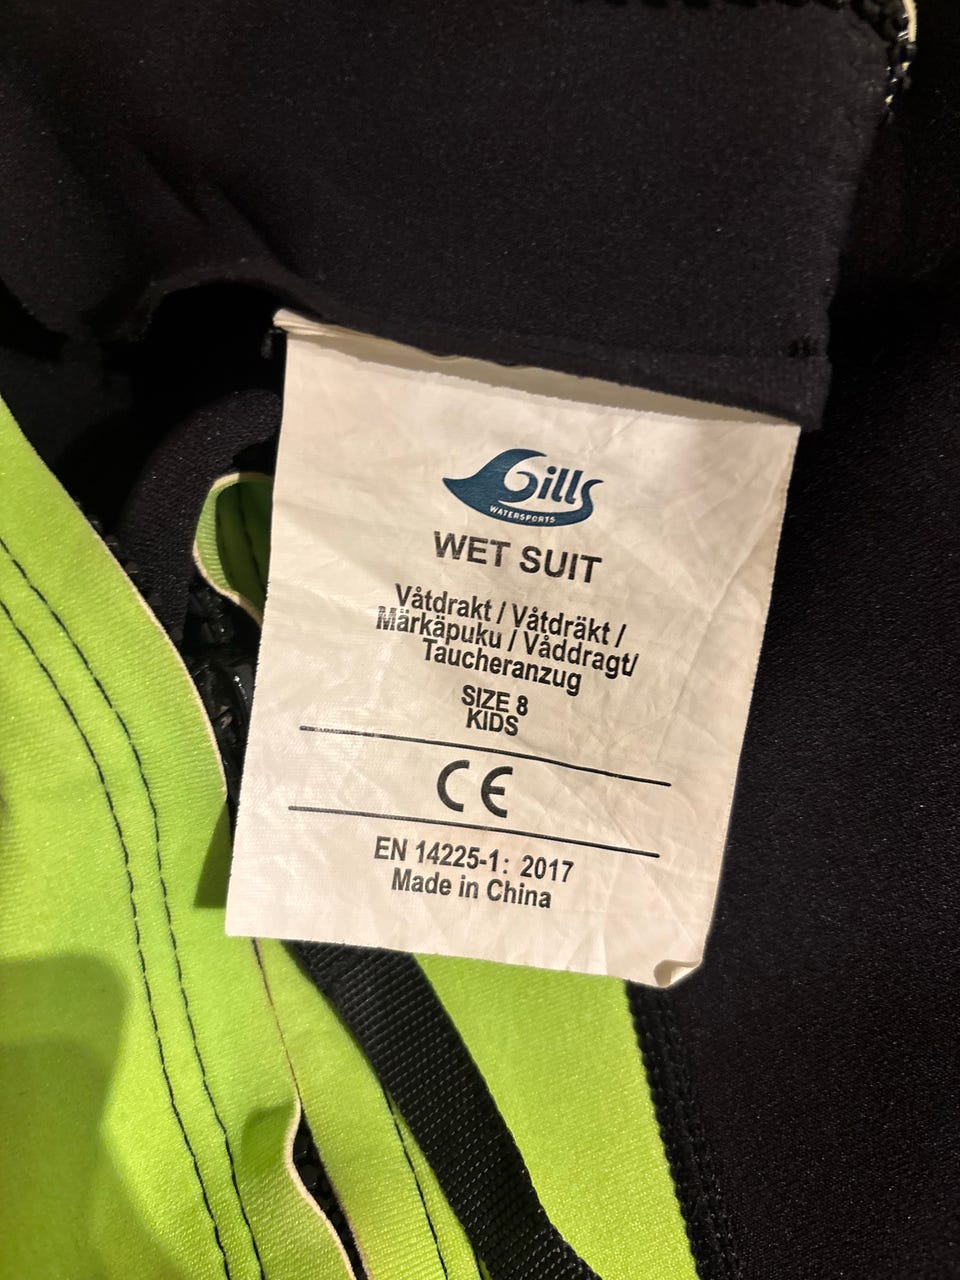 Gills
WATERSPORTS
WET SUIT
Våtdrakt / Våtdräkt /
Märkäpuku / Våddragt/
Taucheranzug
SIZE 8
KIDS
CE
EN 14225-1: 2017
Made in China